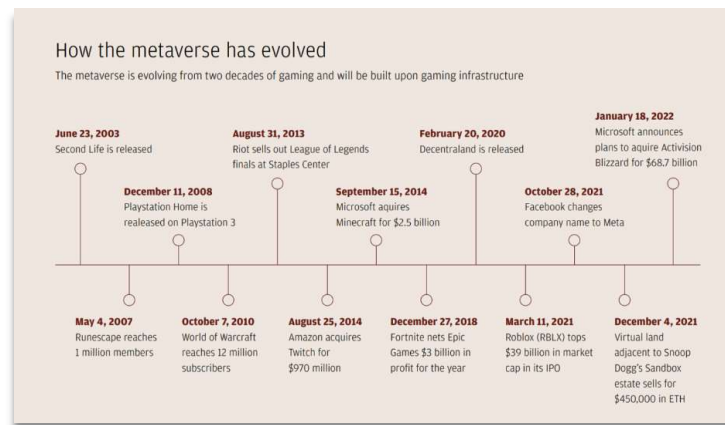 How the metaverse has evolved
The metaverse is evolving from two decades of gaming and will be built upon gaming infrastructure
June 23, 2003
Second Life is released
May 4, 2007
Runescape reaches
1 million members
December 11, 2008
Playstation Home is
realeased on Playstation 3
October 7, 2010
World of Warcraft
reaches 12 million
subscribers
August 31, 2013
Riot sells out League of Legends
finals at Staples Center
August 25, 2014
Amazon acquires
Twitch for
$970 million
September 15, 2014
Microsoft aquires
Minecraft for $2.5 billion
December 27, 2018
Fortnite nets Epic
Games $3 billion in
profit for the year
February 20, 2020
Decentraland is released
March 11, 2021
Roblox (RBLX) tops
$39 billion in market
cap in its IPO
October 28, 2021
Facebook changes
company name to Meta
December 4, 2021
Virtual land
adjacent to Snoop
Dogg's Sandbox
estate sells for
$450,000 in ETH
January 18, 2022
Microsoft announces
plans to aquire Activision
Blizzard for $68.7 billion